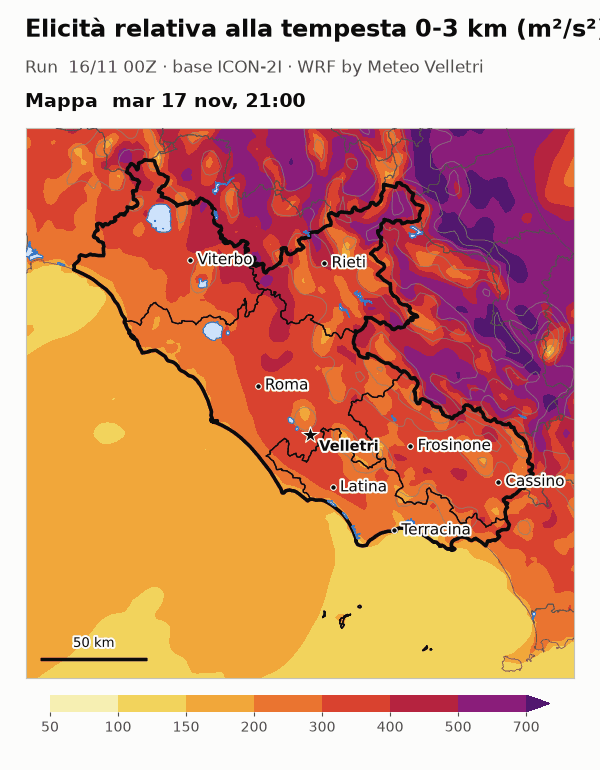 Elicità relativa alla tempesta 0-3 km (m²/s²)
Run 16/11 00Z · base ICON-2I · WRF by Meteo Velletri
Mappa mar 17 nov, 21:00
Viterbo
Rieti
Roma
Velletri
Frosinone
Cassino
Latina
Terracina
50 km
50 100 150 200 300 400 500 700